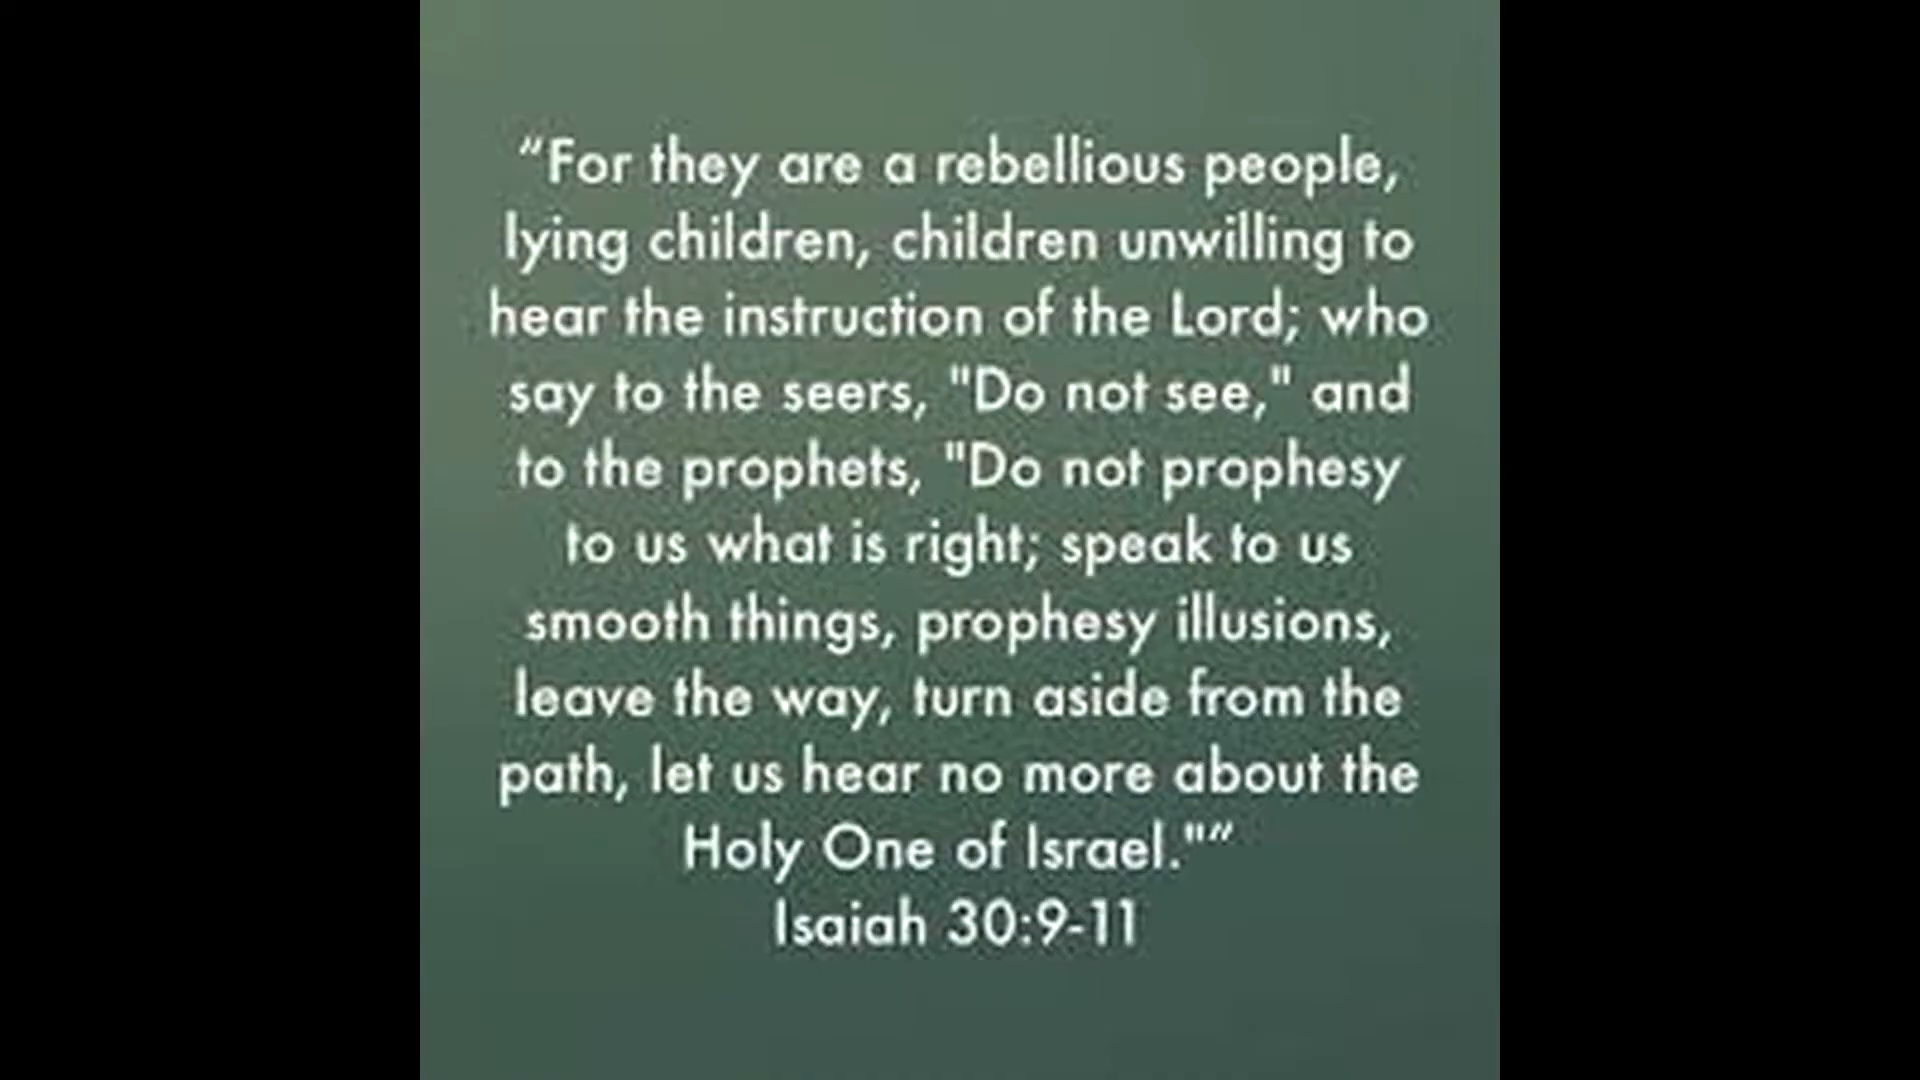 “For they are a rebellious people,
lying children, children unwilling to
hear the instruction of the Lord; who
say to the seers, "Do not see," and
to the prophets, "Do not prophesy
to us what is right; speak to us
smooth things, prophesy illusions,
leave the way, turn aside from the
path, let us hear no more about the
Holy One of Israel."“
Isaiah 30:9-11